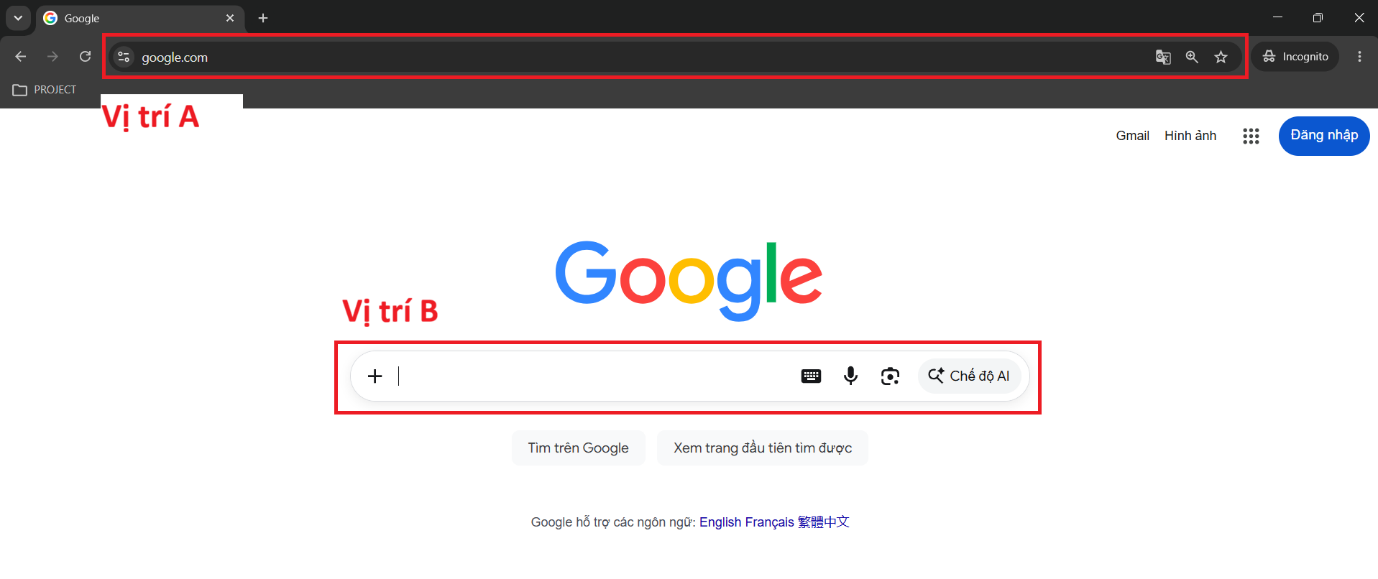 Google
google.com
Incognito
PROJECT
Vị trí A
Gmail Hình ảnh
Đăng nhập
Google
Vị trí B
Chế độ AI
Tìm trên Google
Xem trang đầu tiên tìm được
Google hỗ trợ các ngôn ngữ: English Français 繁體中文